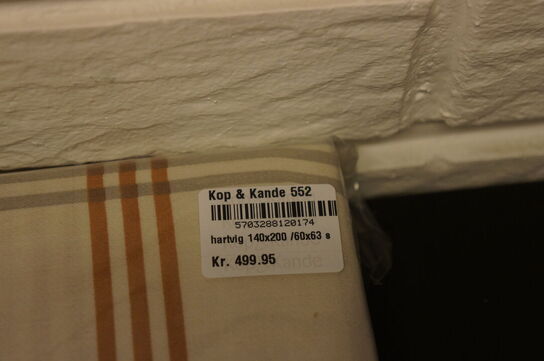 Kop & Kande 552
5703288120174
hartvig 140x200 /60x63 s
Kr. 499.95